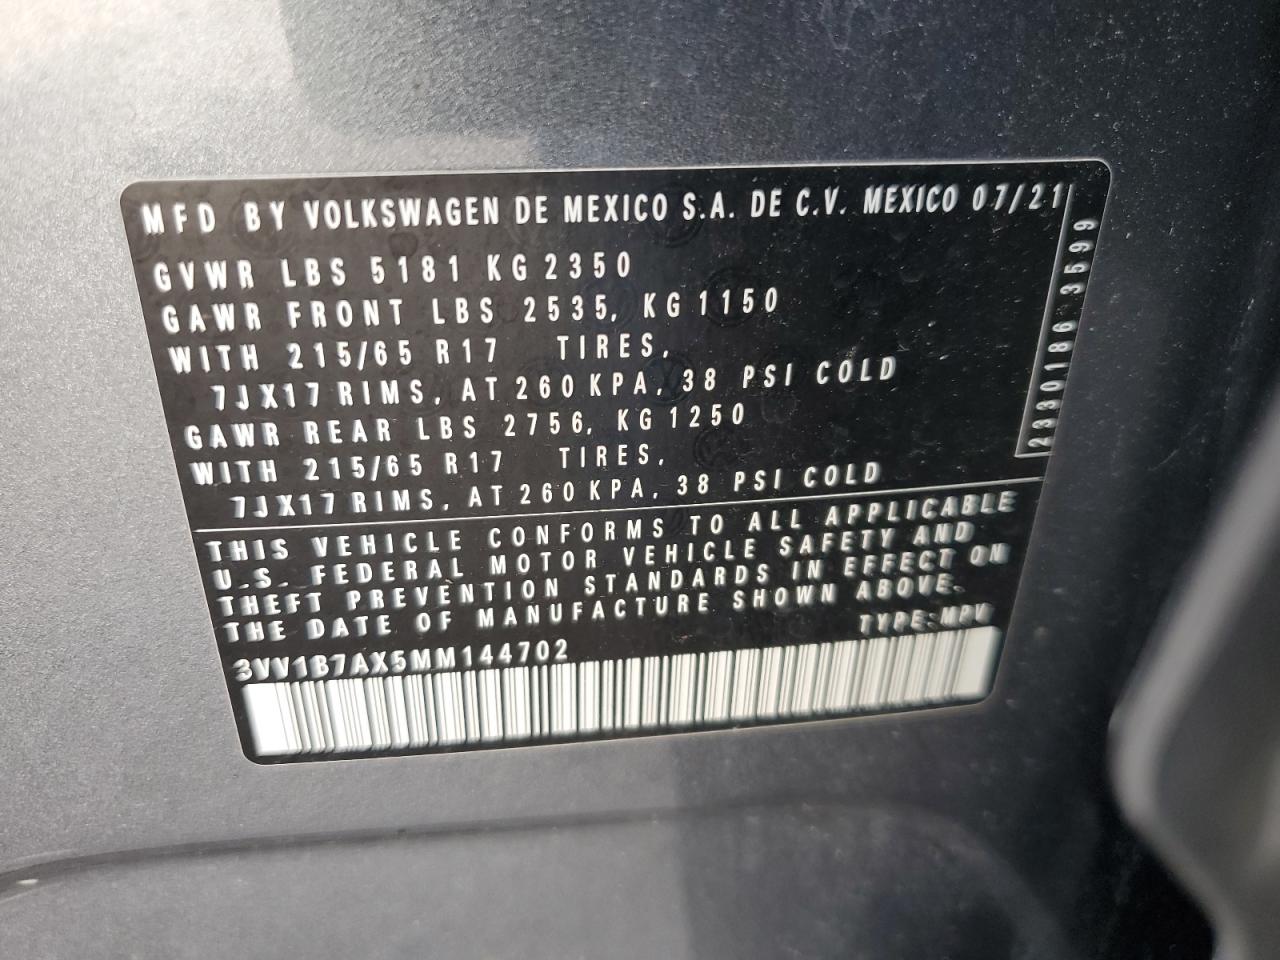 MFD BY VOLKSWAGEN DE MEXICO S.A. DE C.V. MEXICO 07/21
GVWR LBS 5181 KG 2350
GAWR FRONT LBS 2535, KG 1150
WITH 215/65 R17 TIRES,
7JX17 RIMS, AT 260 KPA, 38 PSI COLD
GAWR REAR LBS 2756, KG 1250
WITH 215/65 R17 TIRES,
7JX17 RIMS, AT 260 KPA, 38 PSI COLD
2330186 3599
THIS VEHICLE CONFORMS TO ALL APPLICABLE
U.S. FEDERAL MOTOR VEHICLE SAFETY AND
THEFT PREVENTION STANDARDS IN EFFECT ON
THE DATE OF MANUFACTURE SHOWN ABOVE.
TYPE:MPV
3VV1B7AX5MM144702